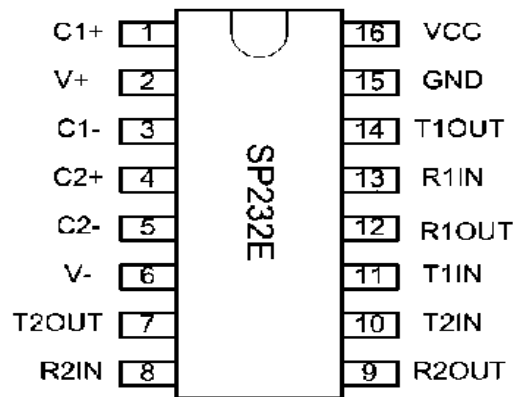 C1+ 1 16 VCC
V+ 2 15 GND
C1- 3 14 T1OUT
C2+ 4 13 R1IN
C2- 5 12 R1OUT
V- 6 11 T1IN
T2OUT 7 10 T2IN
R2IN 8 9 R2OUT
SP232E